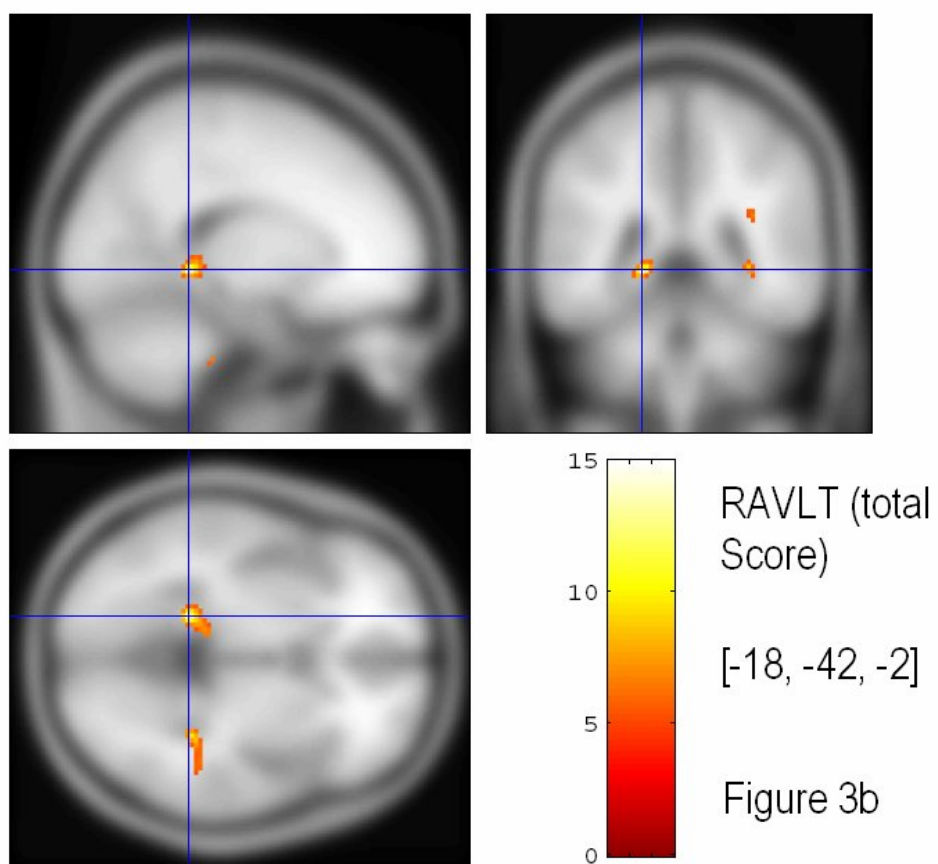 15
10
5
0
RAVLT (total
Score)
[-18, -42, -2]
Figure 3b